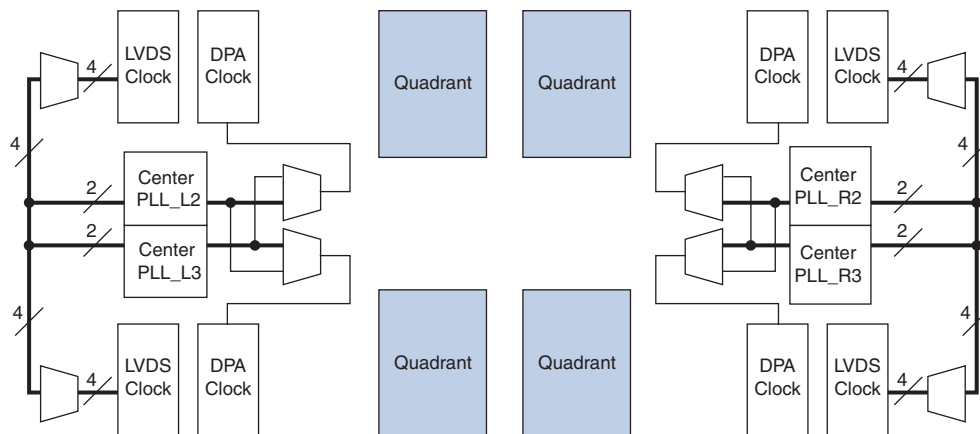 4
LVDS
Clock
DPA
Clock
Quadrant
Quadrant
DPA
Clock
LVDS
Clock
4
4
4
2
Center
PLL_L2
Center
PLL_R2
2
2
Center
PLL_L3
Center
PLL_R3
2
4
4
4
LVDS
Clock
DPA
Clock
Quadrant
Quadrant
DPA
Clock
LVDS
Clock
4